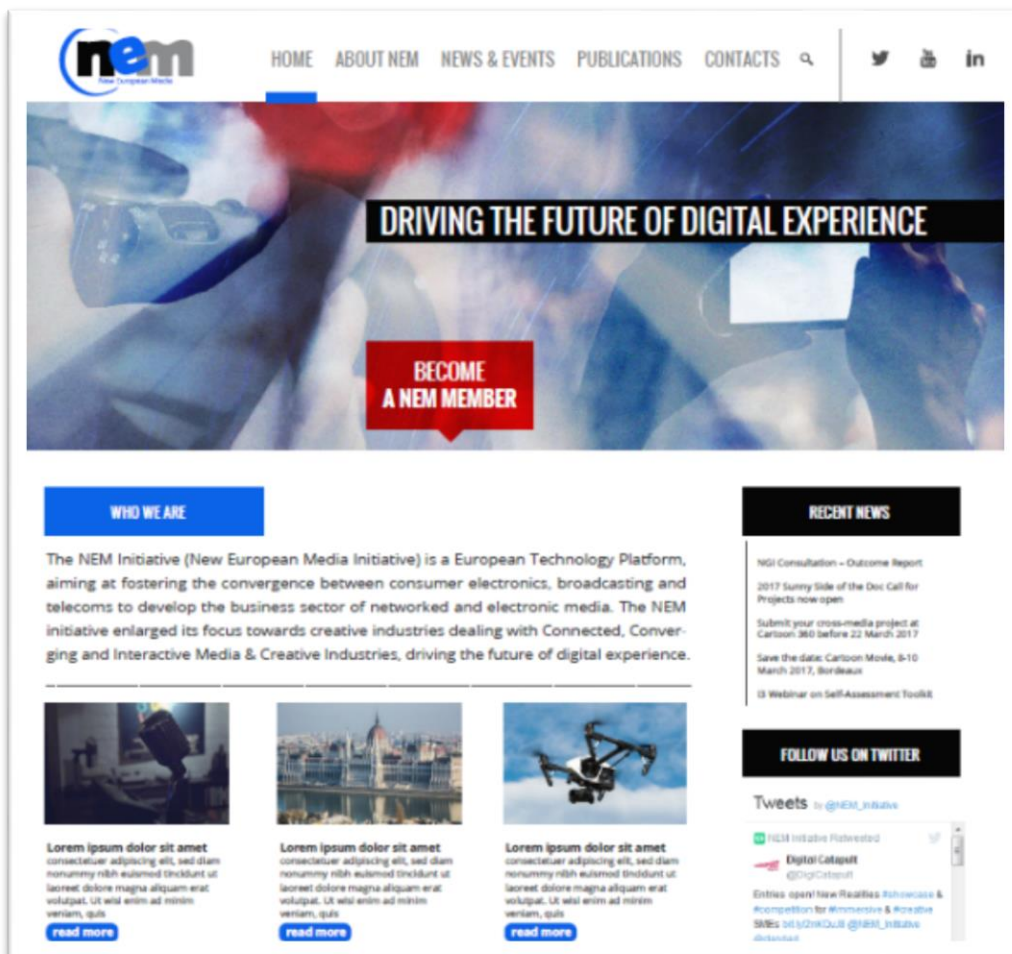 nem
New European Media
HOME ABOUT NEM NEWS & EVENTS PUBLICATIONS CONTACTS
DRIVING THE FUTURE OF DIGITAL EXPERIENCE
BECOME
A NEM MEMBER
WHO WE ARE
The NEM Initiative (New European Media Initiative) is a European Technology Platform,
aiming at fostering the convergence between consumer electronics, broadcasting and
telecoms to develop the business sector of networked and electronic media. The NEM
initiative enlarged its focus towards creative industries dealing with Connected, Conver-
ging and Interactive Media & Creative Industries, driving the future of digital experience.
Lorem ipsum dolor sit amet
consectetuer adipiscing elit, sed diam
nonummy nibh euismod tincidunt ut
laoreet dolore magna aliquam erat
volutpat. Ut wisi enim ad minim
veniam, quis
read more
Lorem ipsum dolor sit amet
consectetuer adipiscing elit, sed diam
nonummy nibh euismod tincidunt ut
laoreet dolore magna aliquam erat
volutpat. Ut wisi enim ad minim
veniam, quis
read more
Lorem ipsum dolor sit amet
consectetuer adipiscing elit, sed diam
nonummy nibh euismod tincidunt ut
laoreet dolore magna aliquam erat
volutpat. Ut wisi enim ad minim
veniam, quis
read more
RECENT NEWS
NGI Consultation – Outcome Report
2017 Sunny Side of the Doc Call for
Projects now open
Submit your cross-media project at
Cartoon 360 before 22 March 2017
Save the date: Cartoon Movie, 8-10
March 2017, Bordeaux
I3 Webinar on Self-Assessment Toolkit
FOLLOW US ON TWITTER
Tweets by @NEM_Initiative
NEM Initiative Retweeted
Digital Catapult
@DigiCatapult
Entries open! New Realities #showcase &
#competition for #immersive & #creative
SMEs @NEM_Initiative